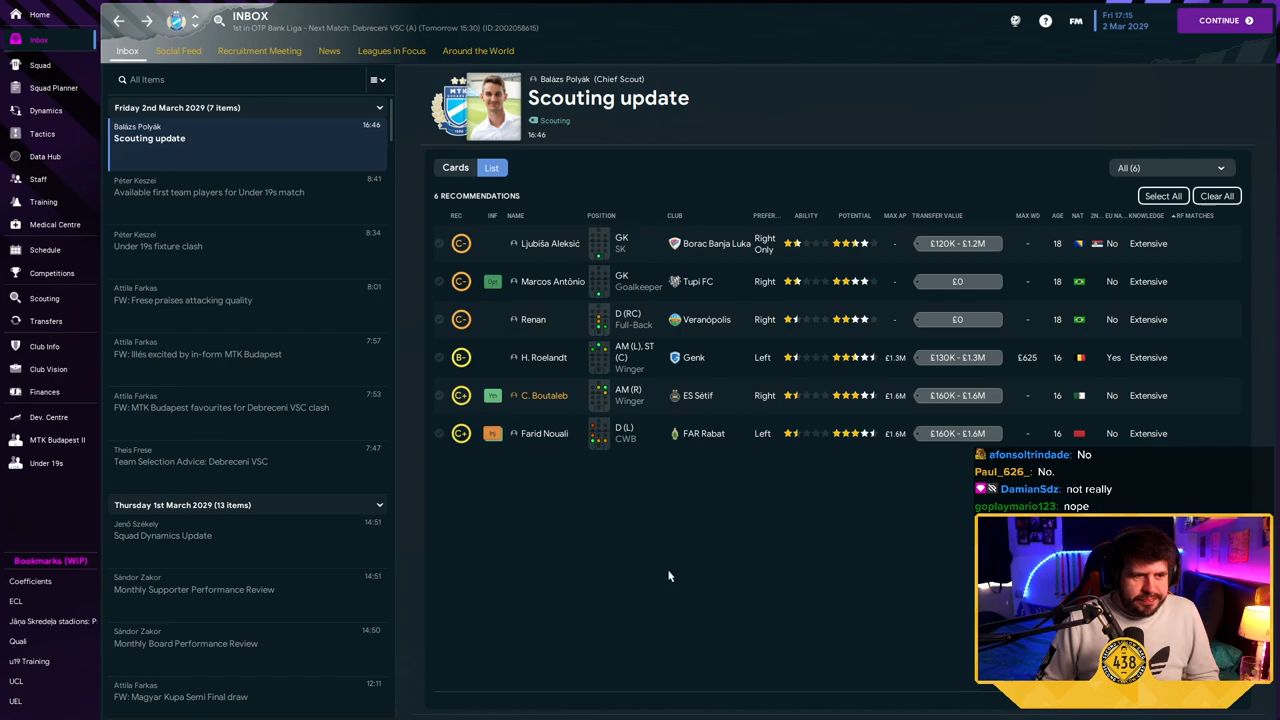 Home
Inbox
Squad
Squad Planner
Dynamics
Tactics
Data Hub
Staff
Training
Medical Centre
Schedule
Competitions
Scouting
Transfers
Club Info
Club Vision
Finances
Dev. Centre
MTK Budapest II
Under 19s
Bookmarks (WiP)
Coefficients
ECL
Jāņa Skredeļa stadions: P
Quali
u19 Training
UCL
UEL
INBOX
1st in OTP Bank Liga - Next Match: Debreceni VSC (A) (Tomorrow 15:30) (ID:2002058615)
FM
Fri 17:15
2 Mar 2029
CONTINUE
Inbox Social Feed Recruitment Meeting News Leagues in Focus Around the World
All Items
Friday 2nd March 2029 (7 items)
Balázs Polyák 16:46
Scouting update
Péter Keszei 8:41
Available first team players for Under 19s match
Péter Keszei 8:34
Under 19s fixture clash
Attila Farkas 8:01
FW: Frese praises attacking quality
Attila Farkas 7:57
FW: Illés excited by in-form MTK Budapest
Attila Farkas 7:53
FW: MTK Budapest favourites for Debreceni VSC clash
Theis Frese 7:47
Team Selection Advice: Debreceni VSC
Thursday 1st March 2029 (13 items)
Jenő Székely 14:51
Squad Dynamics Update
Sándor Zakor 14:51
Monthly Supporter Performance Review
Sándor Zakor 14:50
Monthly Board Performance Review
Attila Farkas 12:11
FW: Magyar Kupa Semi Final draw
Balázs Polyák (Chief Scout)
Scouting update
Scouting
16:46
Cards List All (6)
6 RECOMMENDATIONS Select All Clear All
REC INF NAME POSITION CLUB PREFER... ABILITY POTENTIAL MAX AP TRANSFER VALUE MAX WD AGE NAT 2N... EU NA... KNOWLEDGE RF MATCHES
C- Ljubiša Aleksić GK SK Borac Banja Luka Right Only - £120K - £1.2M - 18 No Extensive
C- Opt Marcos Antônio GK Goalkeeper Tupi FC Right - £0 - 18 No Extensive
C- Renan D (RC) Full-Back Veranópolis Right - £0 - 18 No Extensive
B- H. Roelandt AM (L), ST (C) Winger Genk Left £1.3M £130K - £1.3M £625 16 Yes Extensive
C+ Yth C. Boutaleb AM (R) Winger ES Sétif Right £1.6M £160K - £1.6M - 16 No Extensive
C+ Inj Farid Nouali D (L) CWB FAR Rabat Left £1.6M £160K - £1.6M - 16 No Extensive
afonsoltrindade: No
Paul_626_: No.
DamianSdz: not really
goplaymario123: nope
438